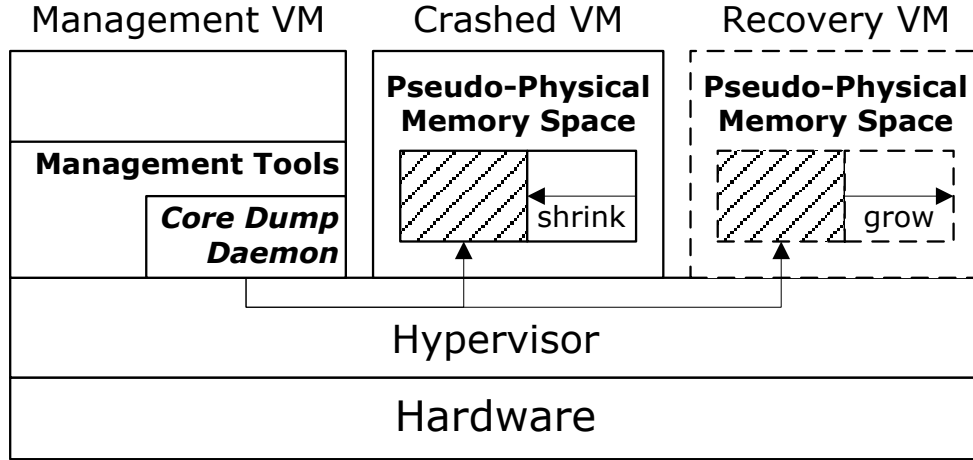 Management VM
Crashed VM
Recovery VM
Pseudo-Physical
Memory Space
Pseudo-Physical
Memory Space
Management Tools
Core Dump
Daemon
shrink
grow
Hypervisor
Hardware